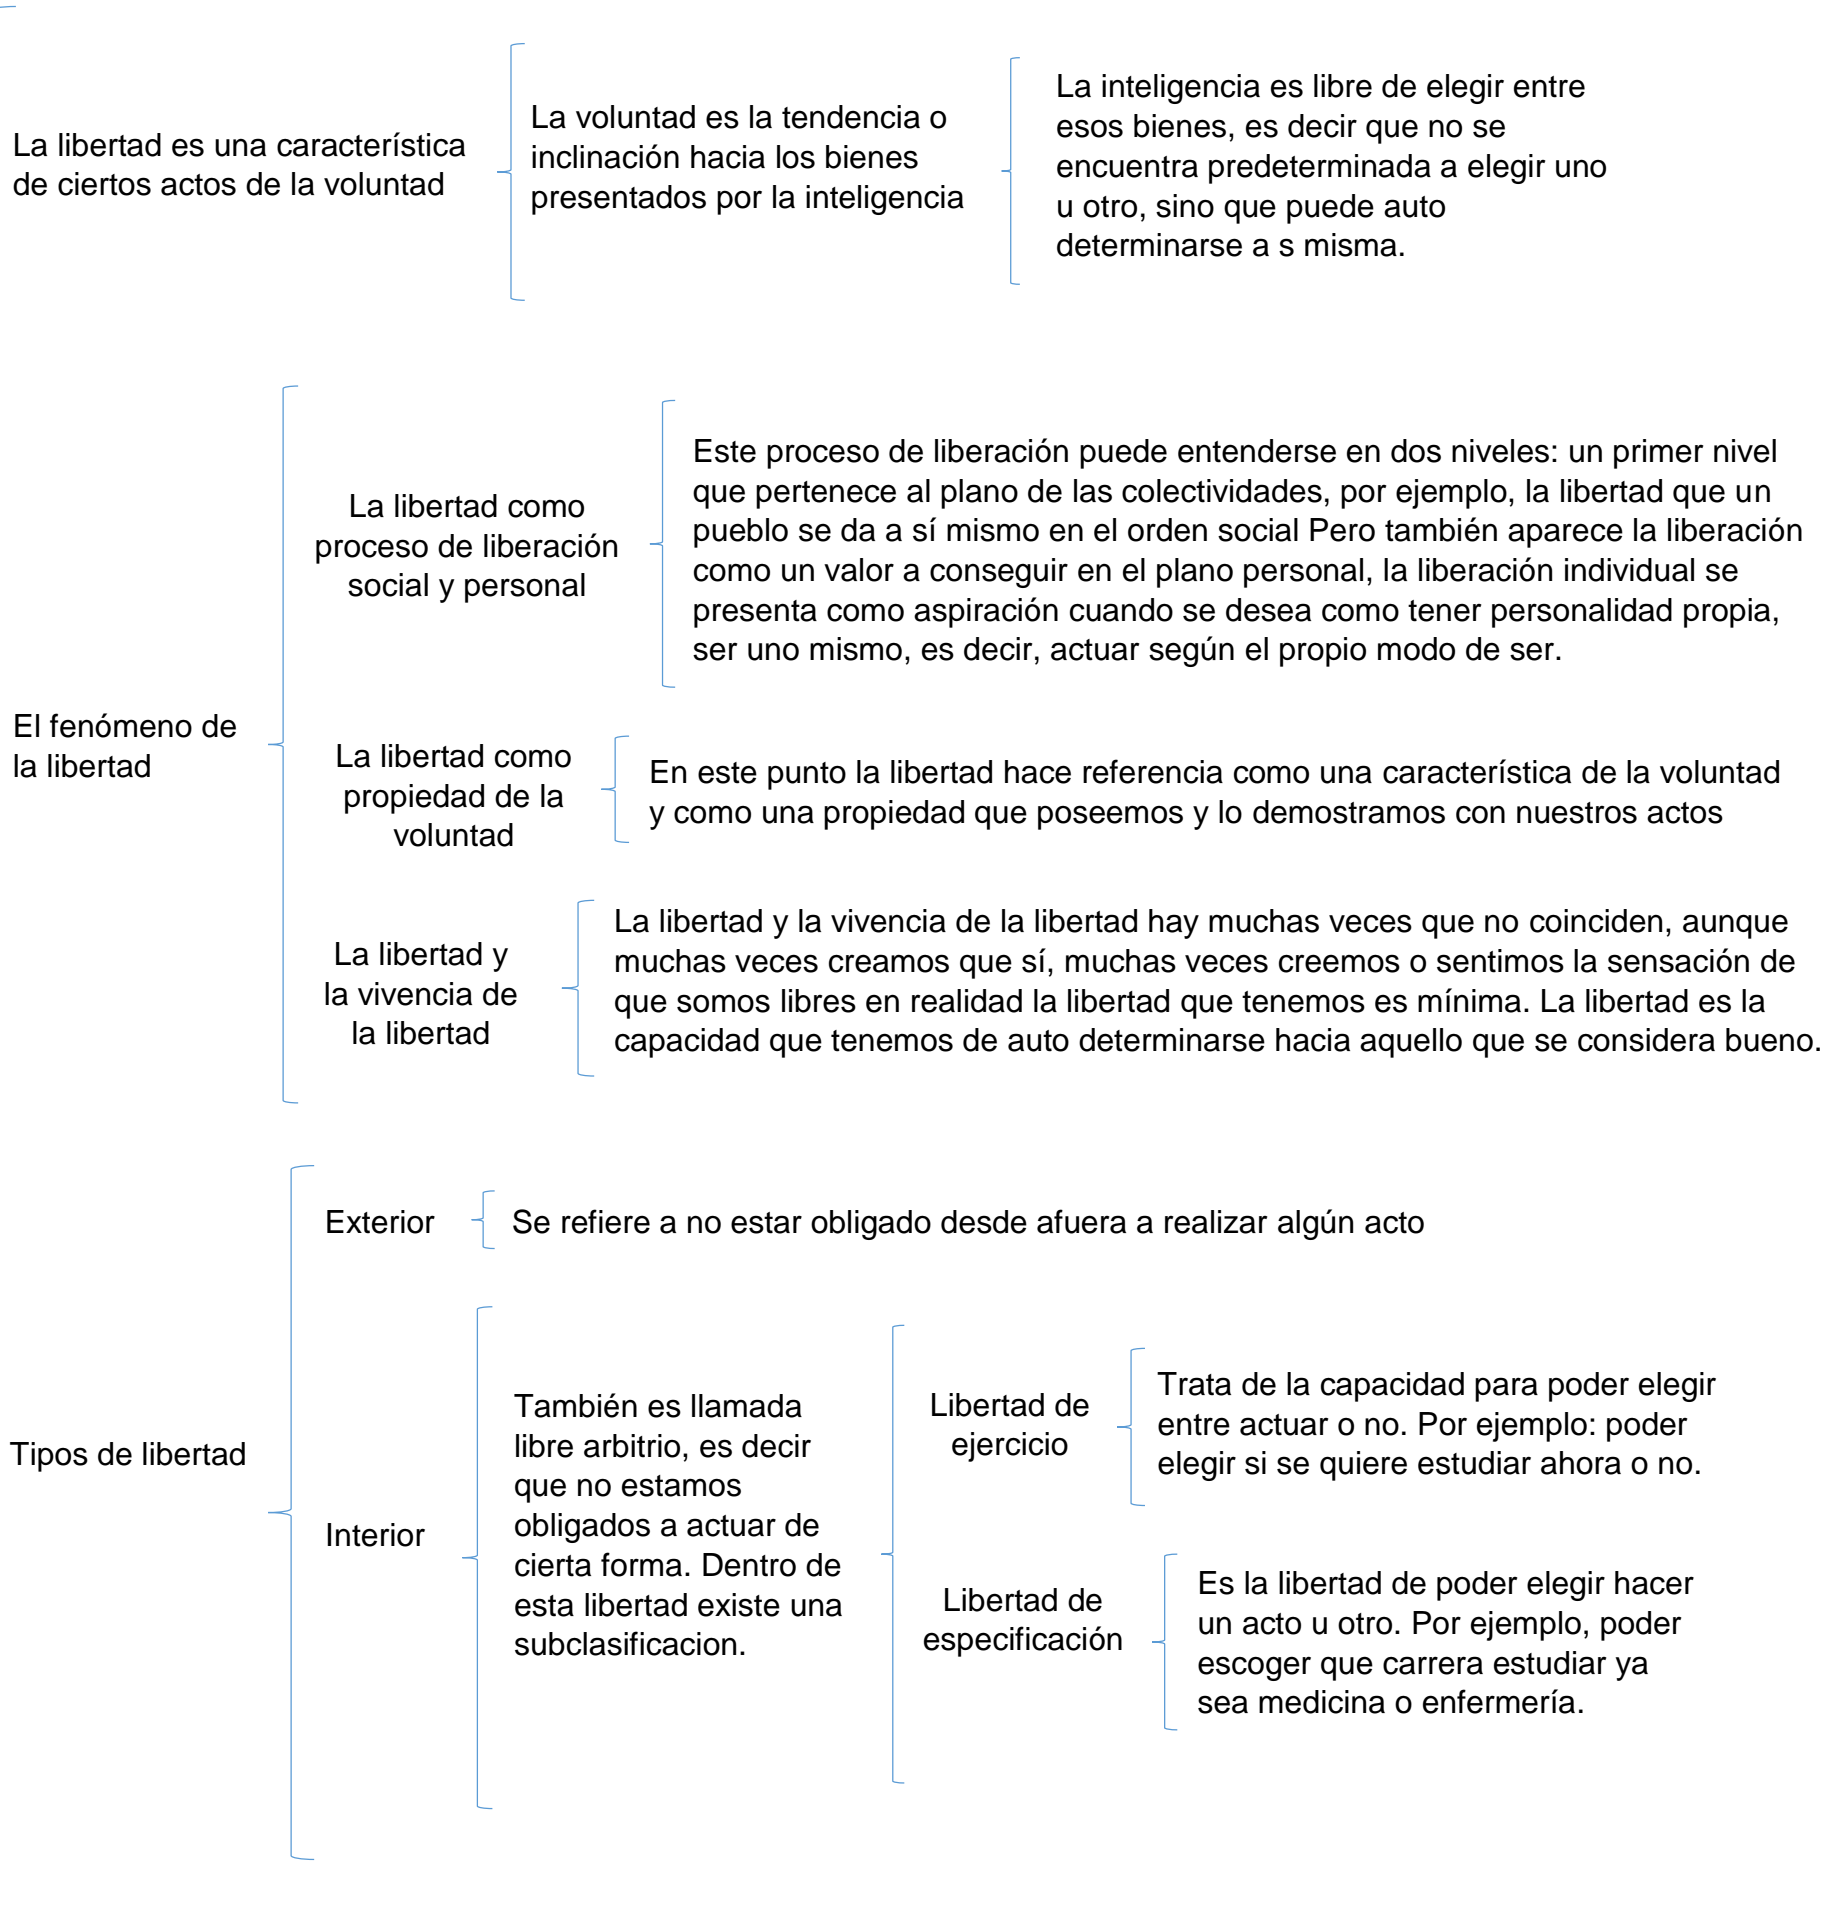 La libertad es una característica
de ciertos actos de la voluntad
La voluntad es la tendencia o
inclinación hacia los bienes
presentados por la inteligencia
La inteligencia es libre de elegir entre
esos bienes, es decir que no se
encuentra predeterminada a elegir uno
u otro, sino que puede auto
determinarse a s misma.
El fenómeno de
la libertad
La libertad como
proceso de liberación
social y personal
Este proceso de liberación puede entenderse en dos niveles: un primer nivel
que pertenece al plano de las colectividades, por ejemplo, la libertad que un
pueblo se da a sí mismo en el orden social Pero también aparece la liberación
como un valor a conseguir en el plano personal, la liberación individual se
presenta como aspiración cuando se desea como tener personalidad propia,
ser uno mismo, es decir, actuar según el propio modo de ser.
La libertad como
propiedad de la
voluntad
En este punto la libertad hace referencia como una característica de la voluntad
y como una propiedad que poseemos y lo demostramos con nuestros actos
La libertad y
la vivencia de
la libertad
La libertad y la vivencia de la libertad hay muchas veces que no coinciden, aunque
muchas veces creamos que sí, muchas veces creemos o sentimos la sensación de
que somos libres en realidad la libertad que tenemos es mínima. La libertad es la
capacidad que tenemos de auto determinarse hacia aquello que se considera bueno.
Tipos de libertad
Exterior
Se refiere a no estar obligado desde afuera a realizar algún acto
Interior
También es llamada
libre arbitrio, es decir
que no estamos
obligados a actuar de
cierta forma. Dentro de
esta libertad existe una
subclasificacion.
Libertad de
ejercicio
Trata de la capacidad para poder elegir
entre actuar o no. Por ejemplo: poder
elegir si se quiere estudiar ahora o no.
Libertad de
especificación
Es la libertad de poder elegir hacer
un acto u otro. Por ejemplo, poder
escoger que carrera estudiar ya
sea medicina o enfermería.